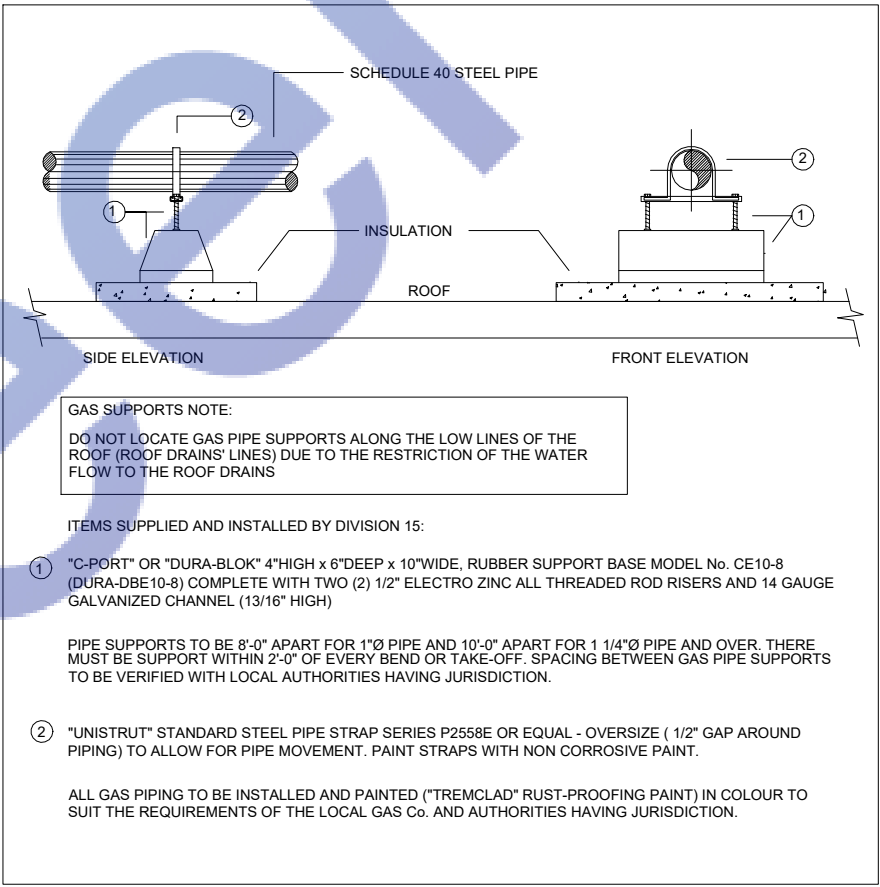 SCHEDULE 40 STEEL PIPE
2
2
1
1
INSULATION
ROOF
SIDE ELEVATION
FRONT ELEVATION
GAS SUPPORTS NOTE:
DO NOT LOCATE GAS PIPE SUPPORTS ALONG THE LOW LINES OF THE
ROOF (ROOF DRAINS' LINES) DUE TO THE RESTRICTION OF THE WATER
FLOW TO THE ROOF DRAINS
ITEMS SUPPLIED AND INSTALLED BY DIVISION 15:
1 "C-PORT" OR "DURA-BLOK" 4"HIGH x 6"DEEP x 10"WIDE, RUBBER SUPPORT BASE MODEL No. CE10-8
(DURA-DBE10-8) COMPLETE WITH TWO (2) 1/2" ELECTRO ZINC ALL THREADED ROD RISERS AND 14 GAUGE
GALVANIZED CHANNEL (13/16" HIGH)
PIPE SUPPORTS TO BE 8'-0" APART FOR 1"Ø PIPE AND 10'-0" APART FOR 1 1/4"Ø PIPE AND OVER. THERE
MUST BE SUPPORT WITHIN 2'-0" OF EVERY BEND OR TAKE-OFF. SPACING BETWEEN GAS PIPE SUPPORTS
TO BE VERIFIED WITH LOCAL AUTHORITIES HAVING JURISDICTION.
2 "UNISTRUT" STANDARD STEEL PIPE STRAP SERIES P2558E OR EQUAL - OVERSIZE ( 1/2" GAP AROUND
PIPING) TO ALLOW FOR PIPE MOVEMENT. PAINT STRAPS WITH NON CORROSIVE PAINT.
ALL GAS PIPING TO BE INSTALLED AND PAINTED ("TREMCLAD" RUST-PROOFING PAINT) IN COLOUR TO
SUIT THE REQUIREMENTS OF THE LOCAL GAS Co. AND AUTHORITIES HAVING JURISDICTION.